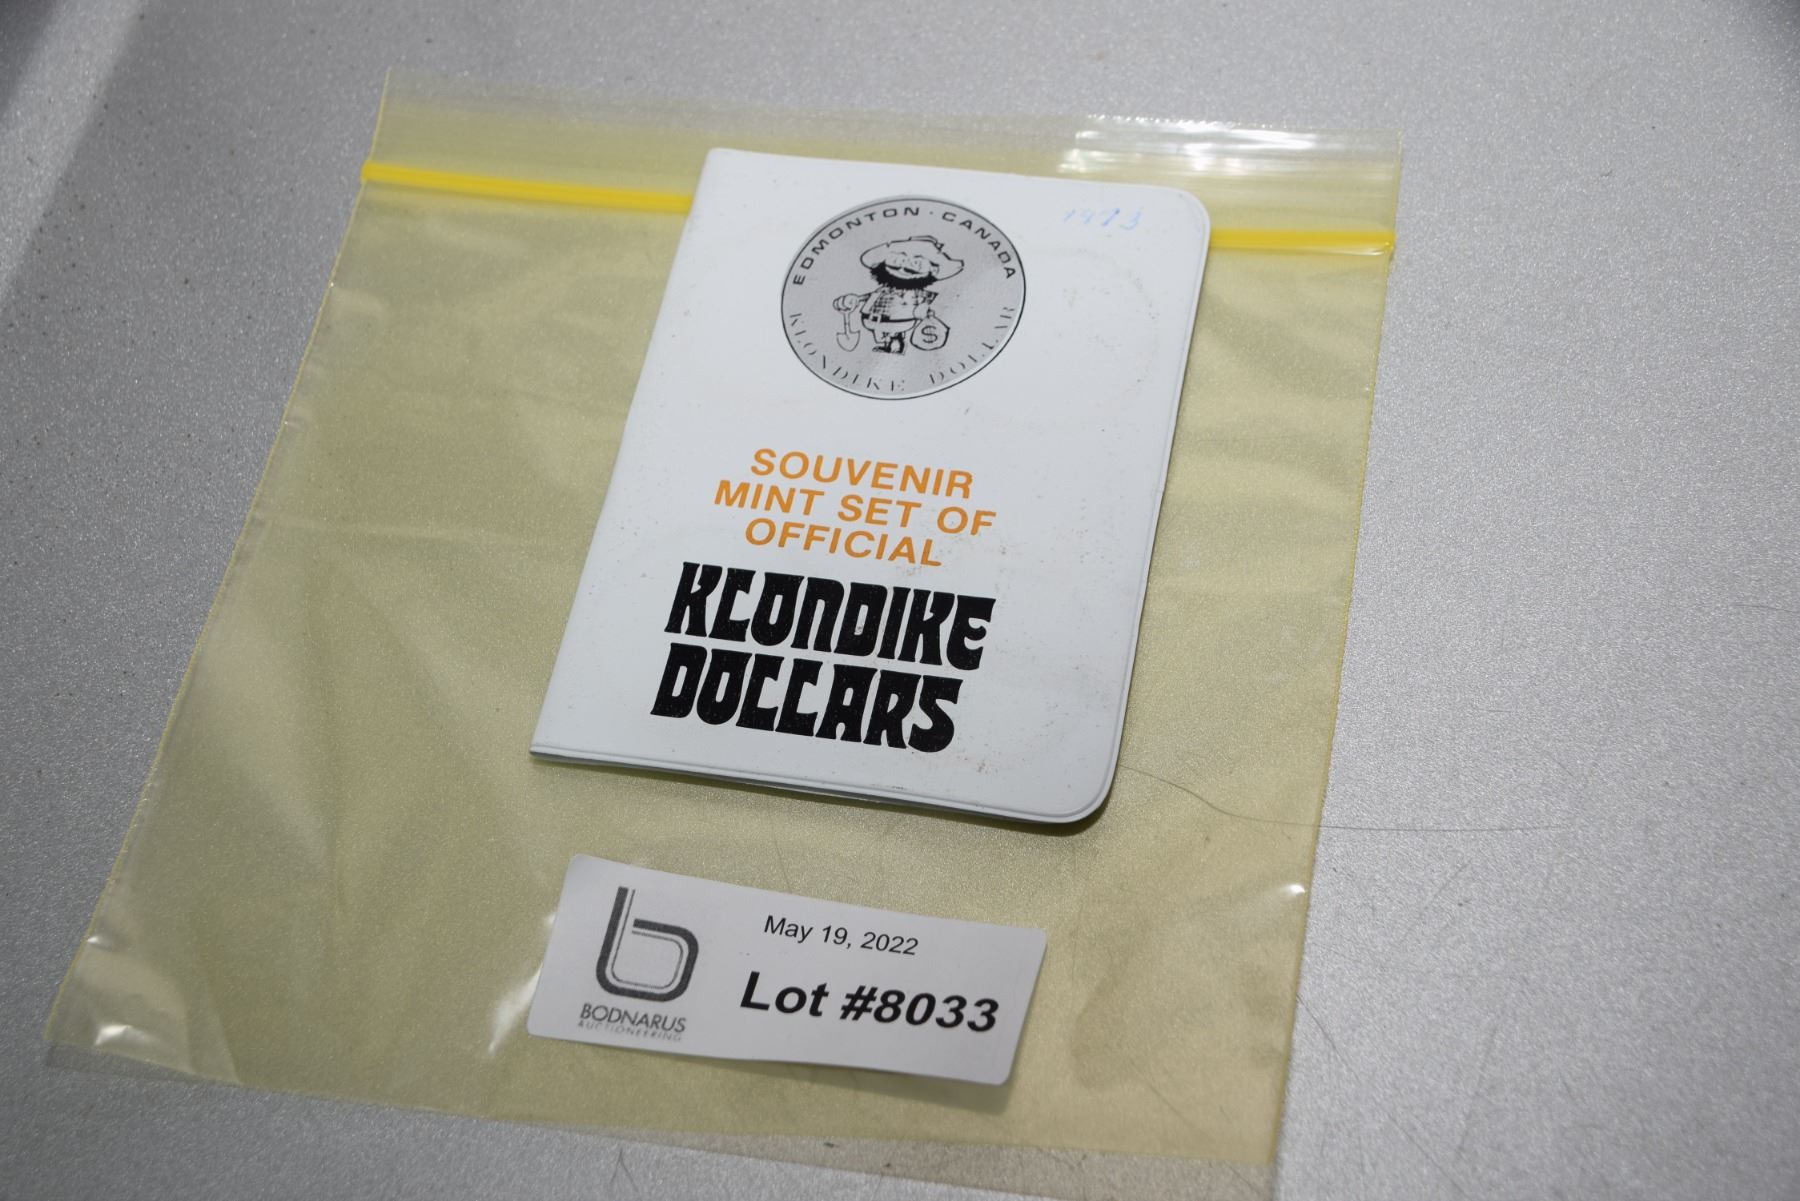 EDMONTON · CANADA
$
KLONDIKE DOLLAR
1973
SOUVENIR
MINT SET OF
OFFICIAL
KLONDIKE
DOLLARS
May 19, 2022
Lot #8033
BODNARUS
AUCTIONEERING